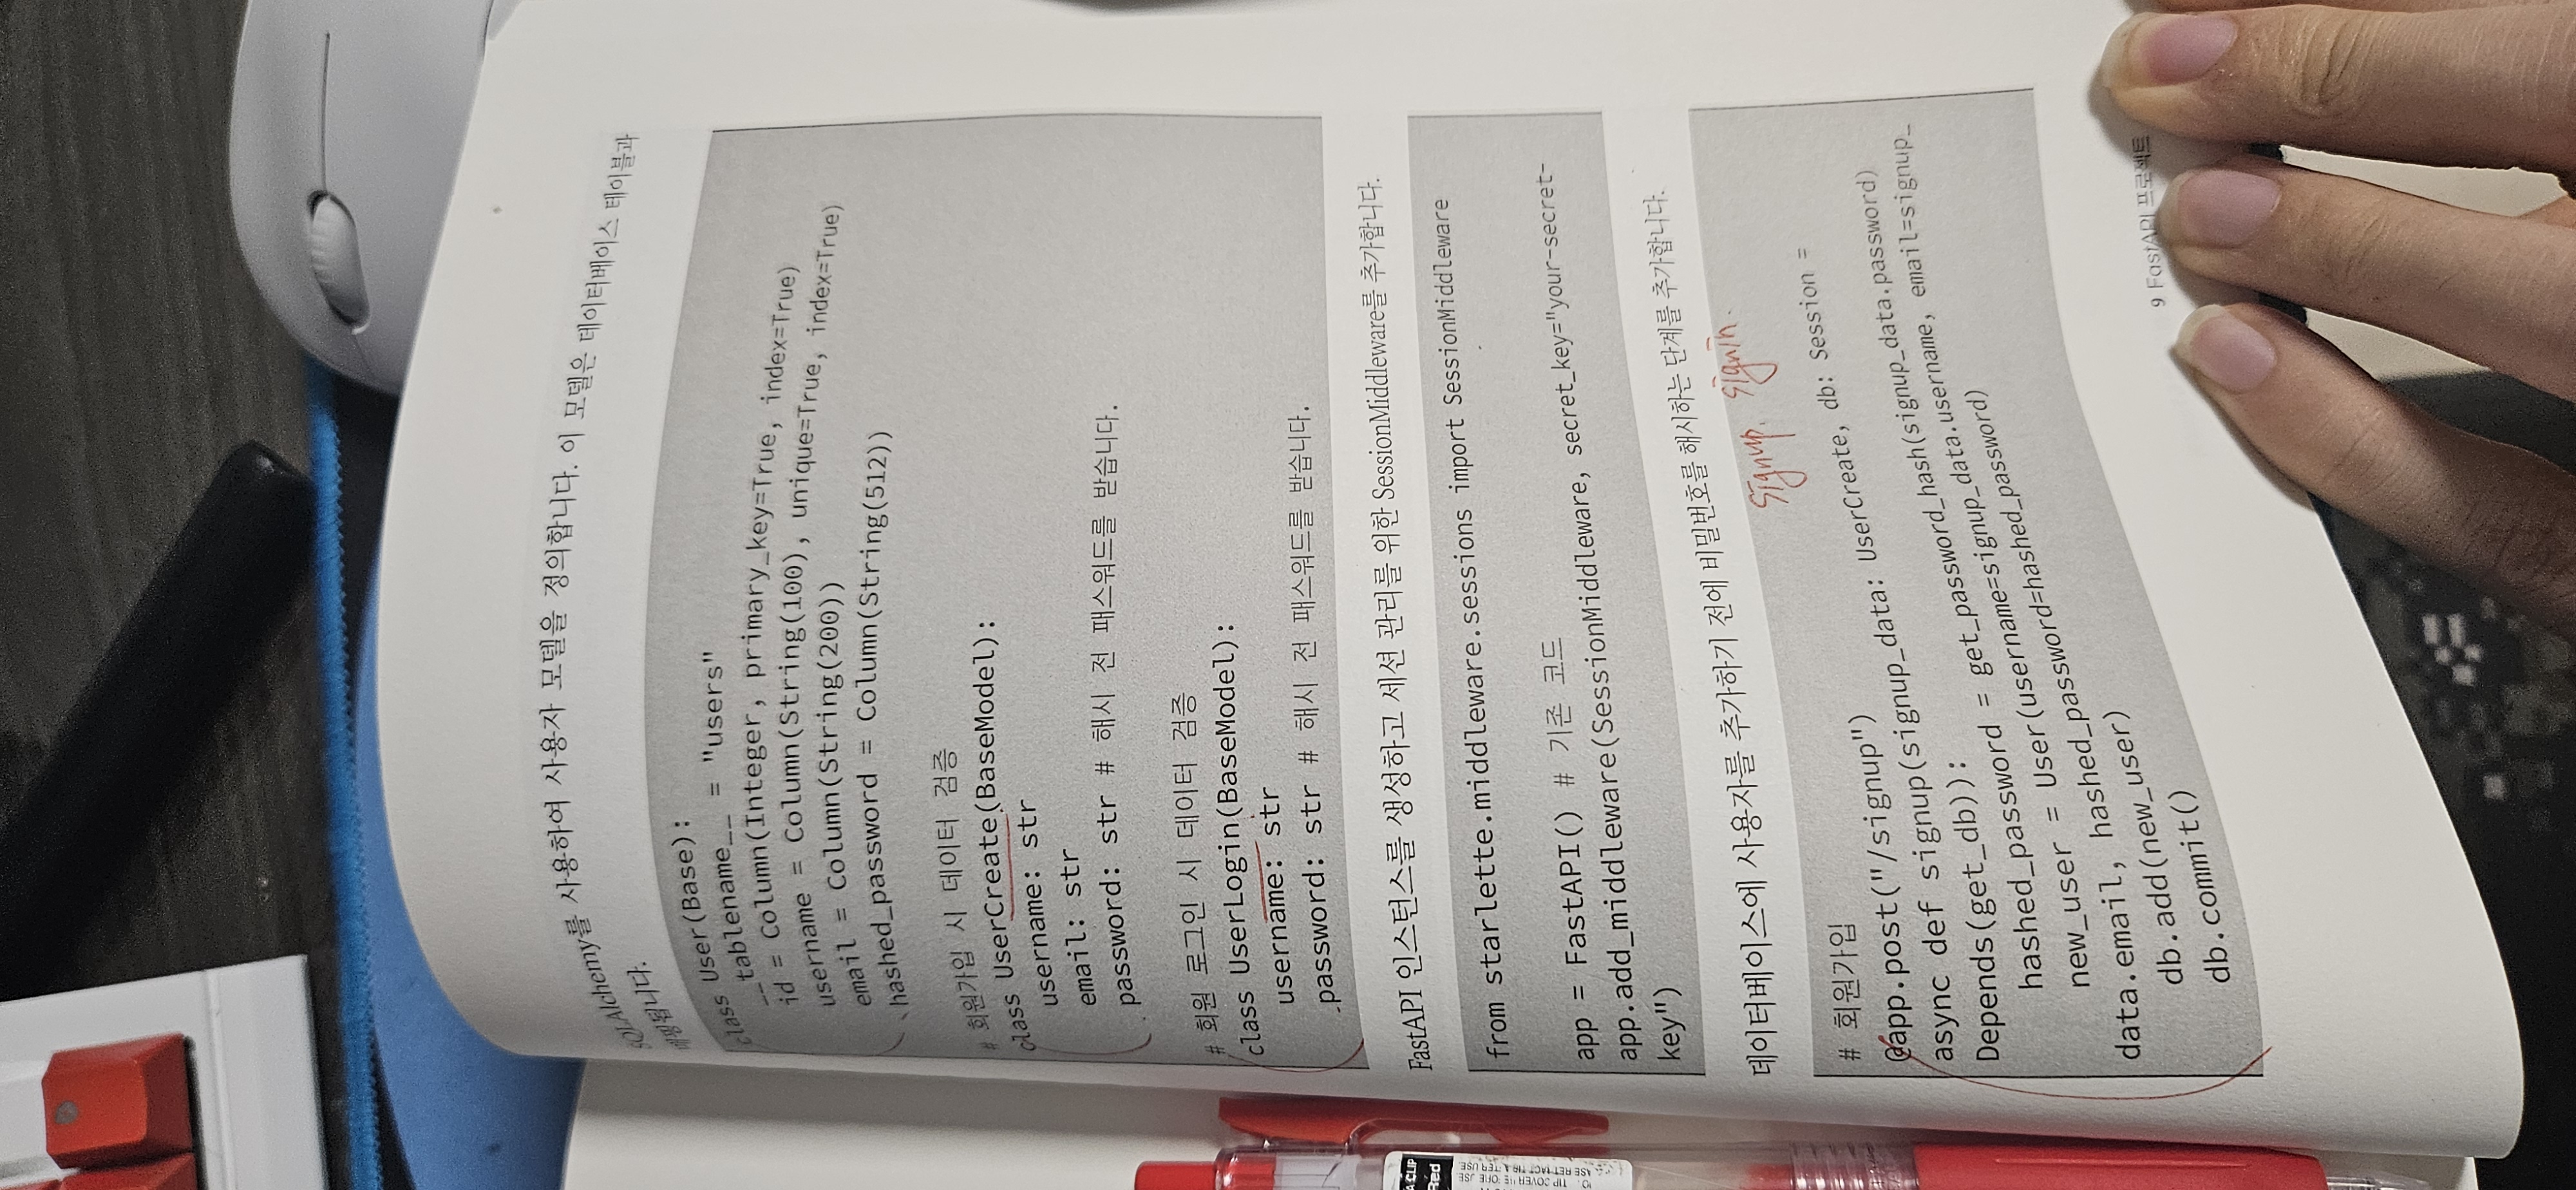 SQLAlchemy를 사용하여 사용자 모델을 정의합니다. 이 모델은 데이터베이스 테이블과
매핑됩니다.
class User(Base):
    __tablename__ = "users"
    id = Column(Integer, primary_key=True, index=True)
    username = Column(String(100), unique=True, index=True)
    email = Column(String(200))
    hashed_password = Column(String(512))
# 회원가입 시 데이터 검증
class UserCreate(BaseModel):
    username: str
    email: str
    password: str # 해시 전 패스워드를 받습니다.
# 회원 로그인 시 데이터 검증
class UserLogin(BaseModel):
    username: str
    password: str # 해시 전 패스워드를 받습니다.
FastAPI 인스턴스를 생성하고 세션 관리를 위한 SessionMiddleware를 추가합니다.
from starlette.middleware.sessions import SessionMiddleware
app = FastAPI() # 기존 코드
app.add_middleware(SessionMiddleware, secret_key="your-secret-
key")
데이터베이스에 사용자를 추가하기 전에 비밀번호를 해시하는 단계를 추가합니다.
signup. signin.
# 회원가입
@app.post("/signup")
async def signup(signup_data: UserCreate, db: Session =
Depends(get_db)):
    hashed_password = get_password_hash(signup_data.password)
    new_user = User(username=signup_data.username, email=signup_
data.email, hashed_password=hashed_password)
    db.add(new_user)
    db.commit()
9 FastAPI 프로젝트
A CLIP
Red